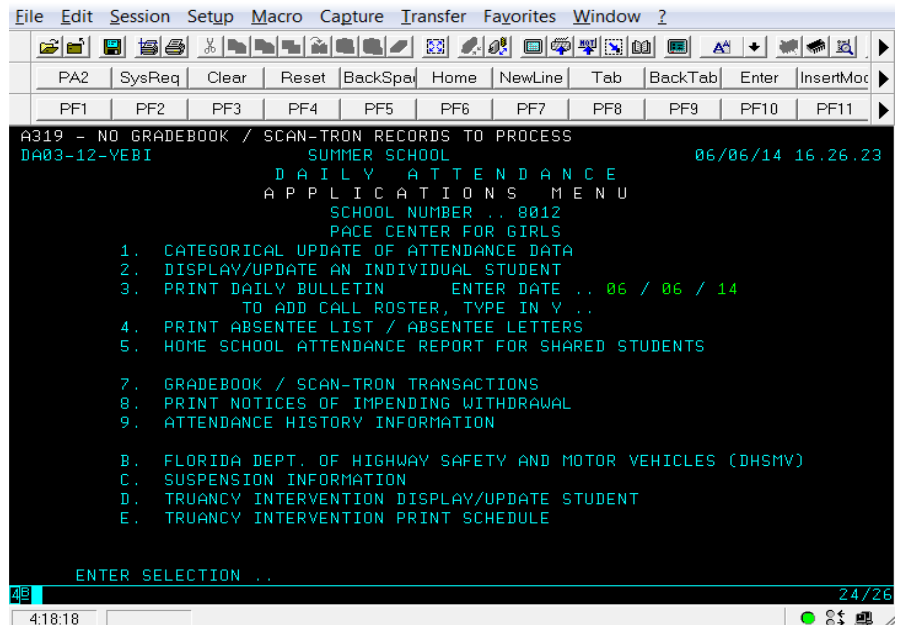 File Edit Session Setup Macro Capture Transfer Favorites Window ?
PA2 SysReq Clear Reset BackSpa Home NewLine Tab BackTab Enter InsertMod
PF1 PF2 PF3 PF4 PF5 PF6 PF7 PF8 PF9 PF10 PF11
A319 - NO GRADEBOOK / SCAN-TRON RECORDS TO PROCESS
DA03-12-YEBI SUMMER SCHOOL 06/06/14 16.26.23
D A I L Y   A T T E N D A N C E
A P P L I C A T I O N S   M E N U
SCHOOL NUMBER .. 8012
PACE CENTER FOR GIRLS
1. CATEGORICAL UPDATE OF ATTENDANCE DATA
2. DISPLAY/UPDATE AN INDIVIDUAL STUDENT
3. PRINT DAILY BULLETIN ENTER DATE .. 06 / 06 / 14
TO ADD CALL ROSTER, TYPE IN Y ..
4. PRINT ABSENTEE LIST / ABSENTEE LETTERS
5. HOME SCHOOL ATTENDANCE REPORT FOR SHARED STUDENTS
7. GRADEBOOK / SCAN-TRON TRANSACTIONS
8. PRINT NOTICES OF IMPENDING WITHDRAWAL
9. ATTENDANCE HISTORY INFORMATION
B. FLORIDA DEPT. OF HIGHWAY SAFETY AND MOTOR VEHICLES (DHSMV)
C. SUSPENSION INFORMATION
D. TRUANCY INTERVENTION DISPLAY/UPDATE STUDENT
E. TRUANCY INTERVENTION PRINT SCHEDULE
ENTER SELECTION ..
4B 24/26
4:18:18